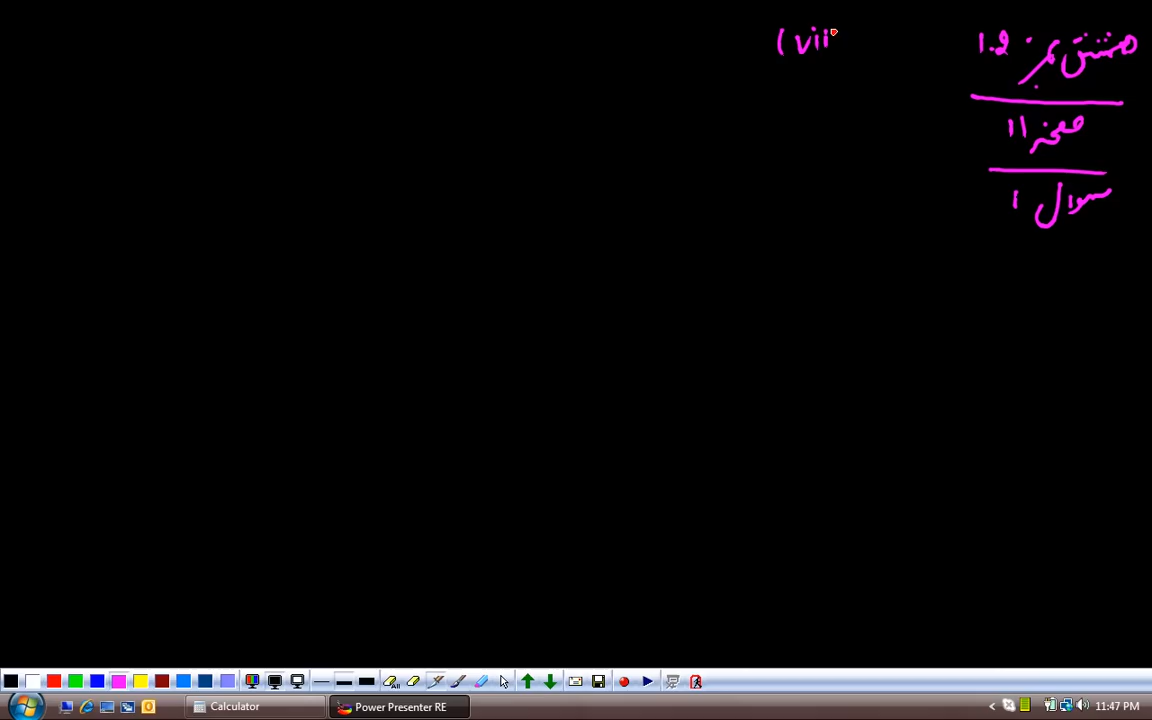 مشق نمبر 1.2
(vii
صفحہ 11
سوال 1
Calculator
Power Presenter RE
11:47 PM